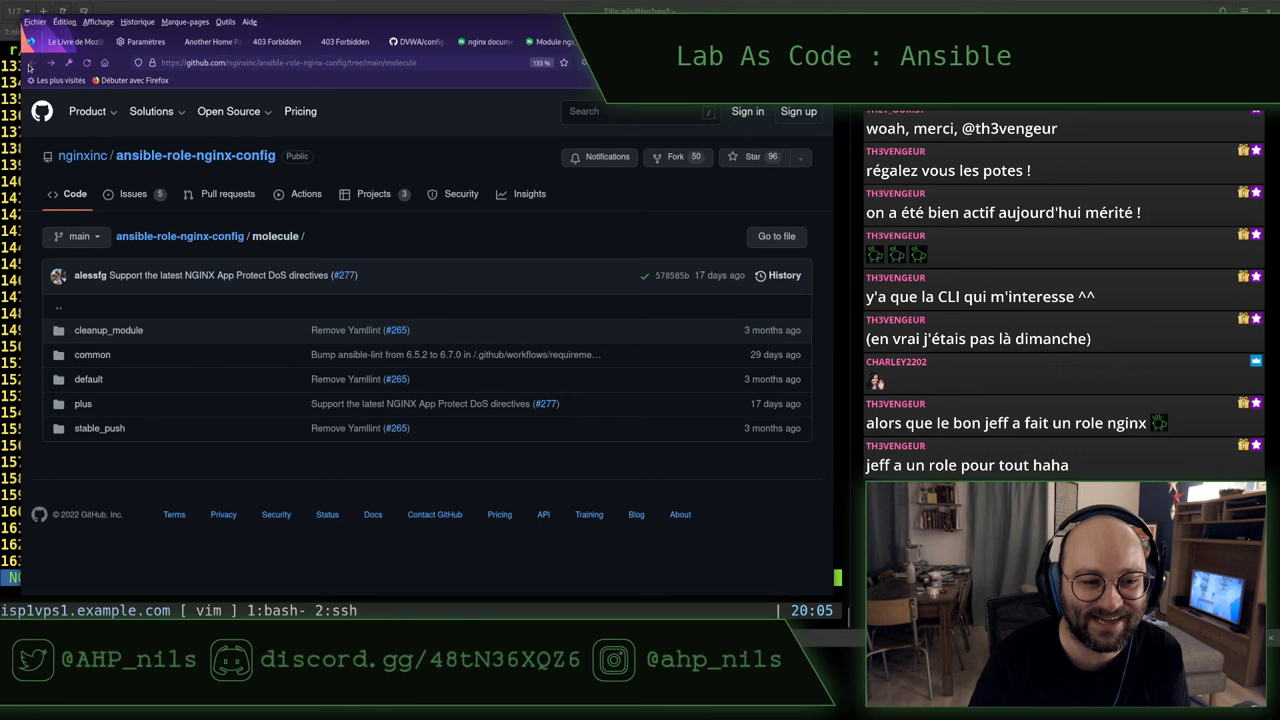 1/7
Tilix: nils@isp1vps1:~
Fichier Édition Affichage Historique Marque-pages Outils Aide
Le Livre de Mozil
Paramètres
Another Home P
403 Forbidden
403 Forbidden
DVWA/config.
nginx docume
Module ng
https://github.com/nginxinc/ansible-role-nginx-config/tree/main/molecule
133 %
Les plus visités
Débuter avec Firefox
Lab As Code : Ansible
Product Solutions Open Source Pricing
Search /
Sign in Sign up
nginxinc / ansible-role-nginx-config Public
Notifications Fork 50 Star 96
Code Issues 5 Pull requests Actions Projects 3 Security Insights
main ansible-role-nginx-config / molecule / Go to file
alessfg Support the latest NGINX App Protect DoS directives (#277) 578585b 17 days ago History
..
cleanup_module Remove Yamllint (#265) 3 months ago
common Bump ansible-lint from 6.5.2 to 6.7.0 in /.github/workflows/requireme… 29 days ago
default Remove Yamllint (#265) 3 months ago
plus Support the latest NGINX App Protect DoS directives (#277) 17 days ago
stable_push Remove Yamllint (#265) 3 months ago
© 2022 GitHub, Inc. Terms Privacy Security Status Docs Contact GitHub Pricing API Training Blog About
isp1vps1.example.com [ vim ] 1:bash- 2:ssh | 20:05
woah, merci, @th3vengeur
TH3VENGEUR
régalez vous les potes !
TH3VENGEUR
on a été bien actif aujourd'hui mérité !
TH3VENGEUR
TH3VENGEUR
y'a que la CLI qui m'interesse ^^
TH3VENGEUR
(en vrai j'étais pas là dimanche)
CHARLEY2202
TH3VENGEUR
alors que le bon jeff a fait un role nginx
TH3VENGEUR
jeff a un role pour tout haha
@AHP_nils
discord.gg/48tN36XQZ6
@ahp_nils